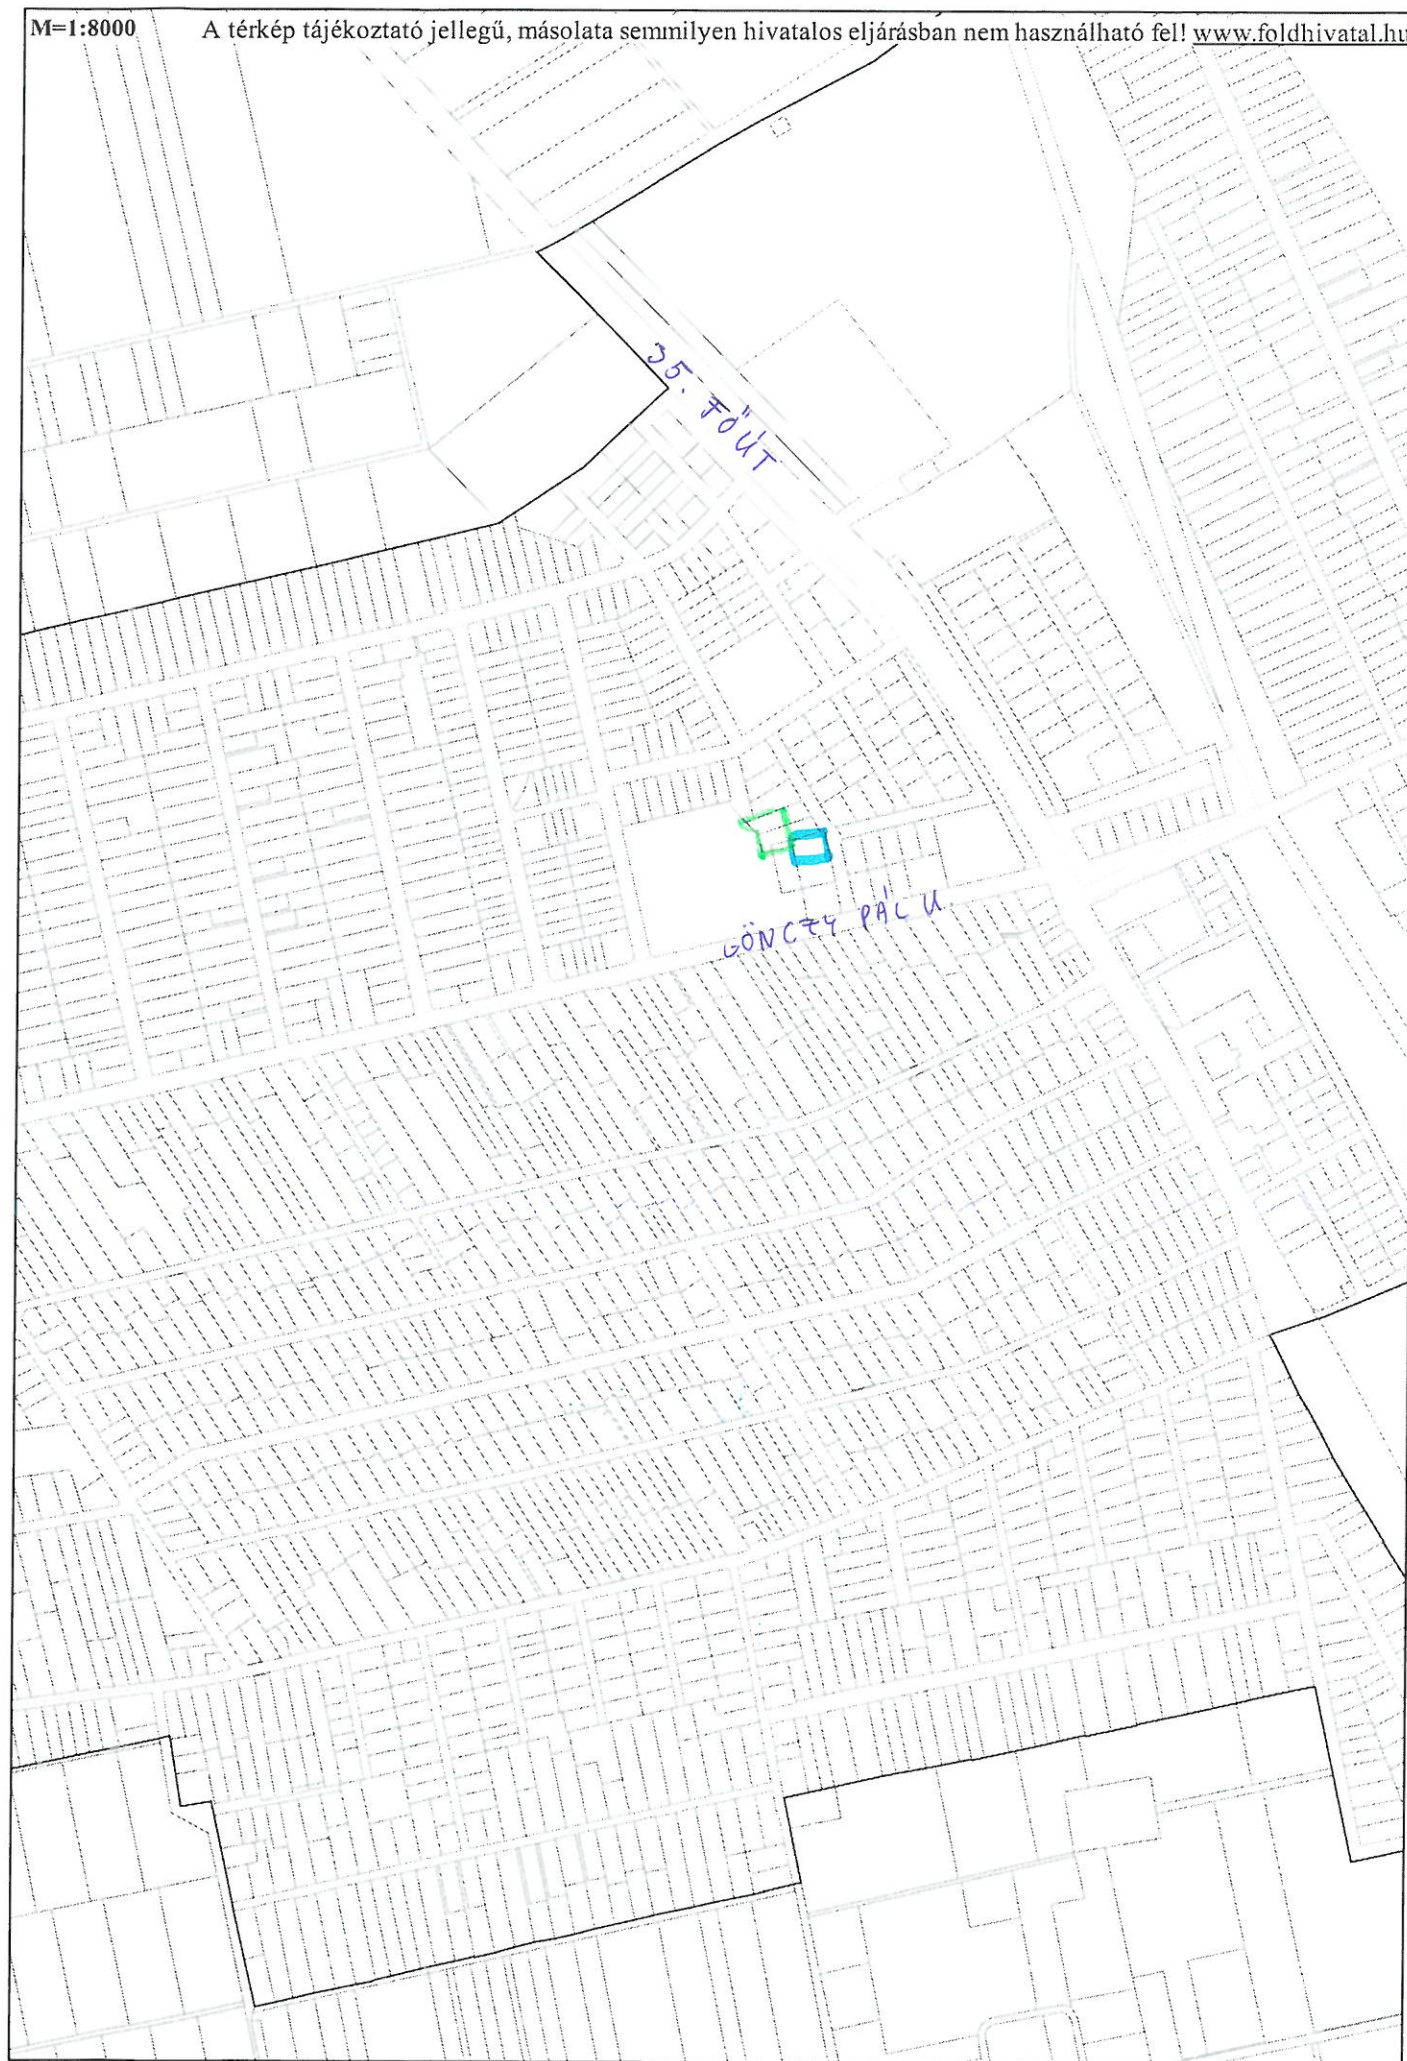 M=1:8000 A térkép tájékoztató jellegű, másolata semmilyen hivatalos eljárásban nem használható fel! www.foldhivatal.hu
35. FŐÚT
GÖNCZY PÁL U.